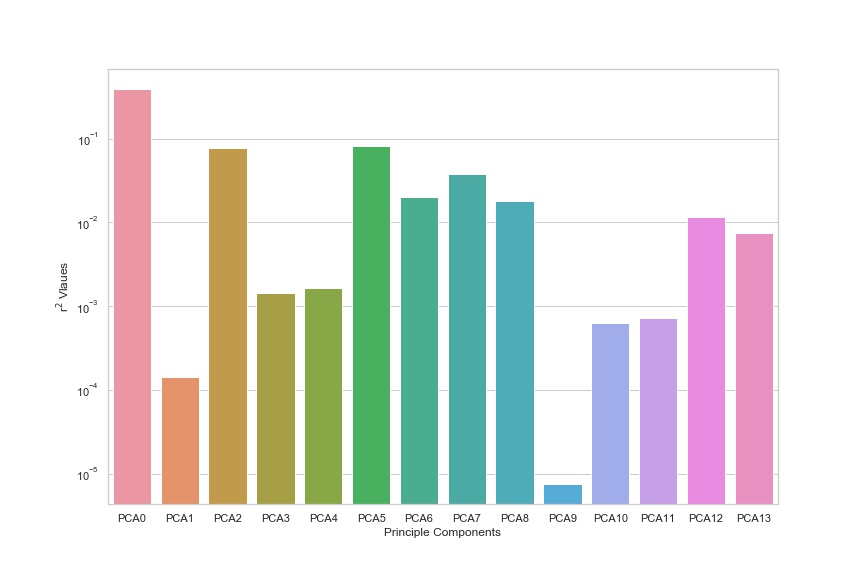 r² Vlaues
10⁻¹
10⁻²
10⁻³
10⁻⁴
10⁻⁵
PCA0 PCA1 PCA2 PCA3 PCA4 PCA5 PCA6 PCA7 PCA8 PCA9 PCA10 PCA11 PCA12 PCA13
Principle Components